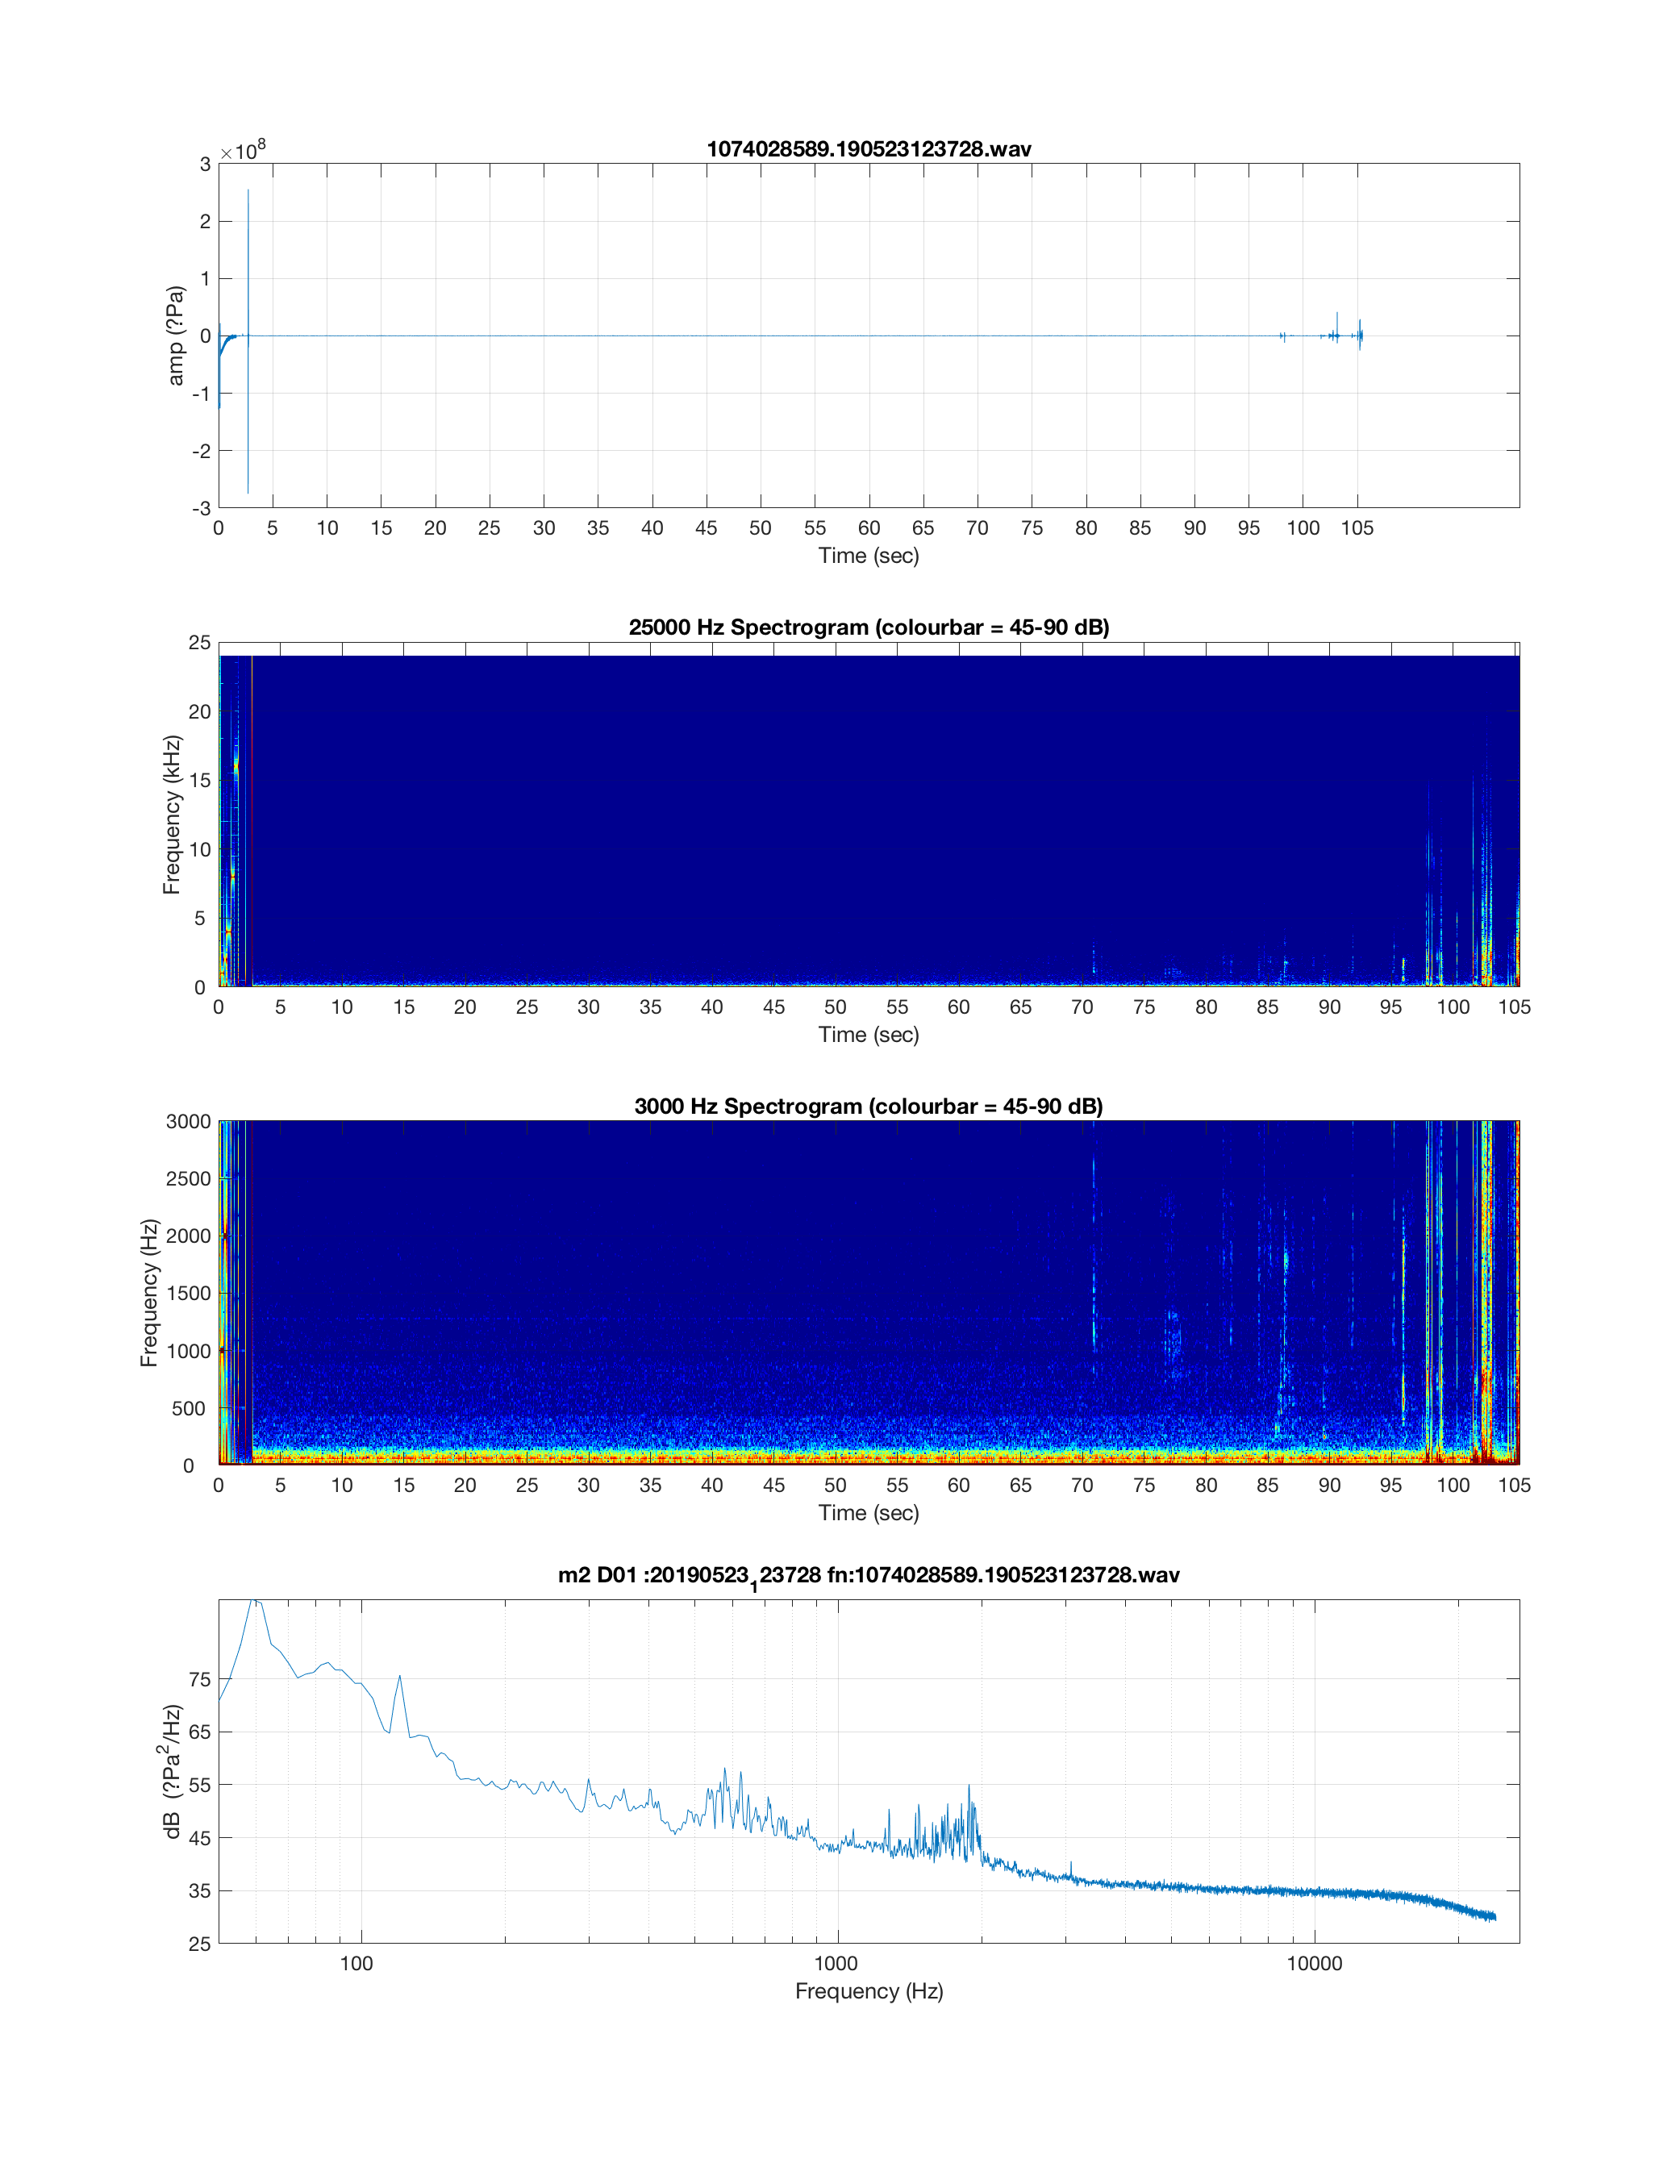 1074028589.190523123728.wav
×10^8
3
2
1
0
-1
-2
-3
amp (?Pa)
0 5 10 15 20 25 30 35 40 45 50 55 60 65 70 75 80 85 90 95 100 105
Time (sec)
25000 Hz Spectrogram (colourbar = 45-90 dB)
25
20
15
10
5
0
Frequency (kHz)
0 5 10 15 20 25 30 35 40 45 50 55 60 65 70 75 80 85 90 95 100 105
Time (sec)
3000 Hz Spectrogram (colourbar = 45-90 dB)
3000
2500
2000
1500
1000
500
0
Frequency (Hz)
0 5 10 15 20 25 30 35 40 45 50 55 60 65 70 75 80 85 90 95 100 105
Time (sec)
m2 D01 :20190523_123728 fn:1074028589.190523123728.wav
75
65
55
45
35
25
dB (?Pa²/Hz)
100 1000 10000
Frequency (Hz)